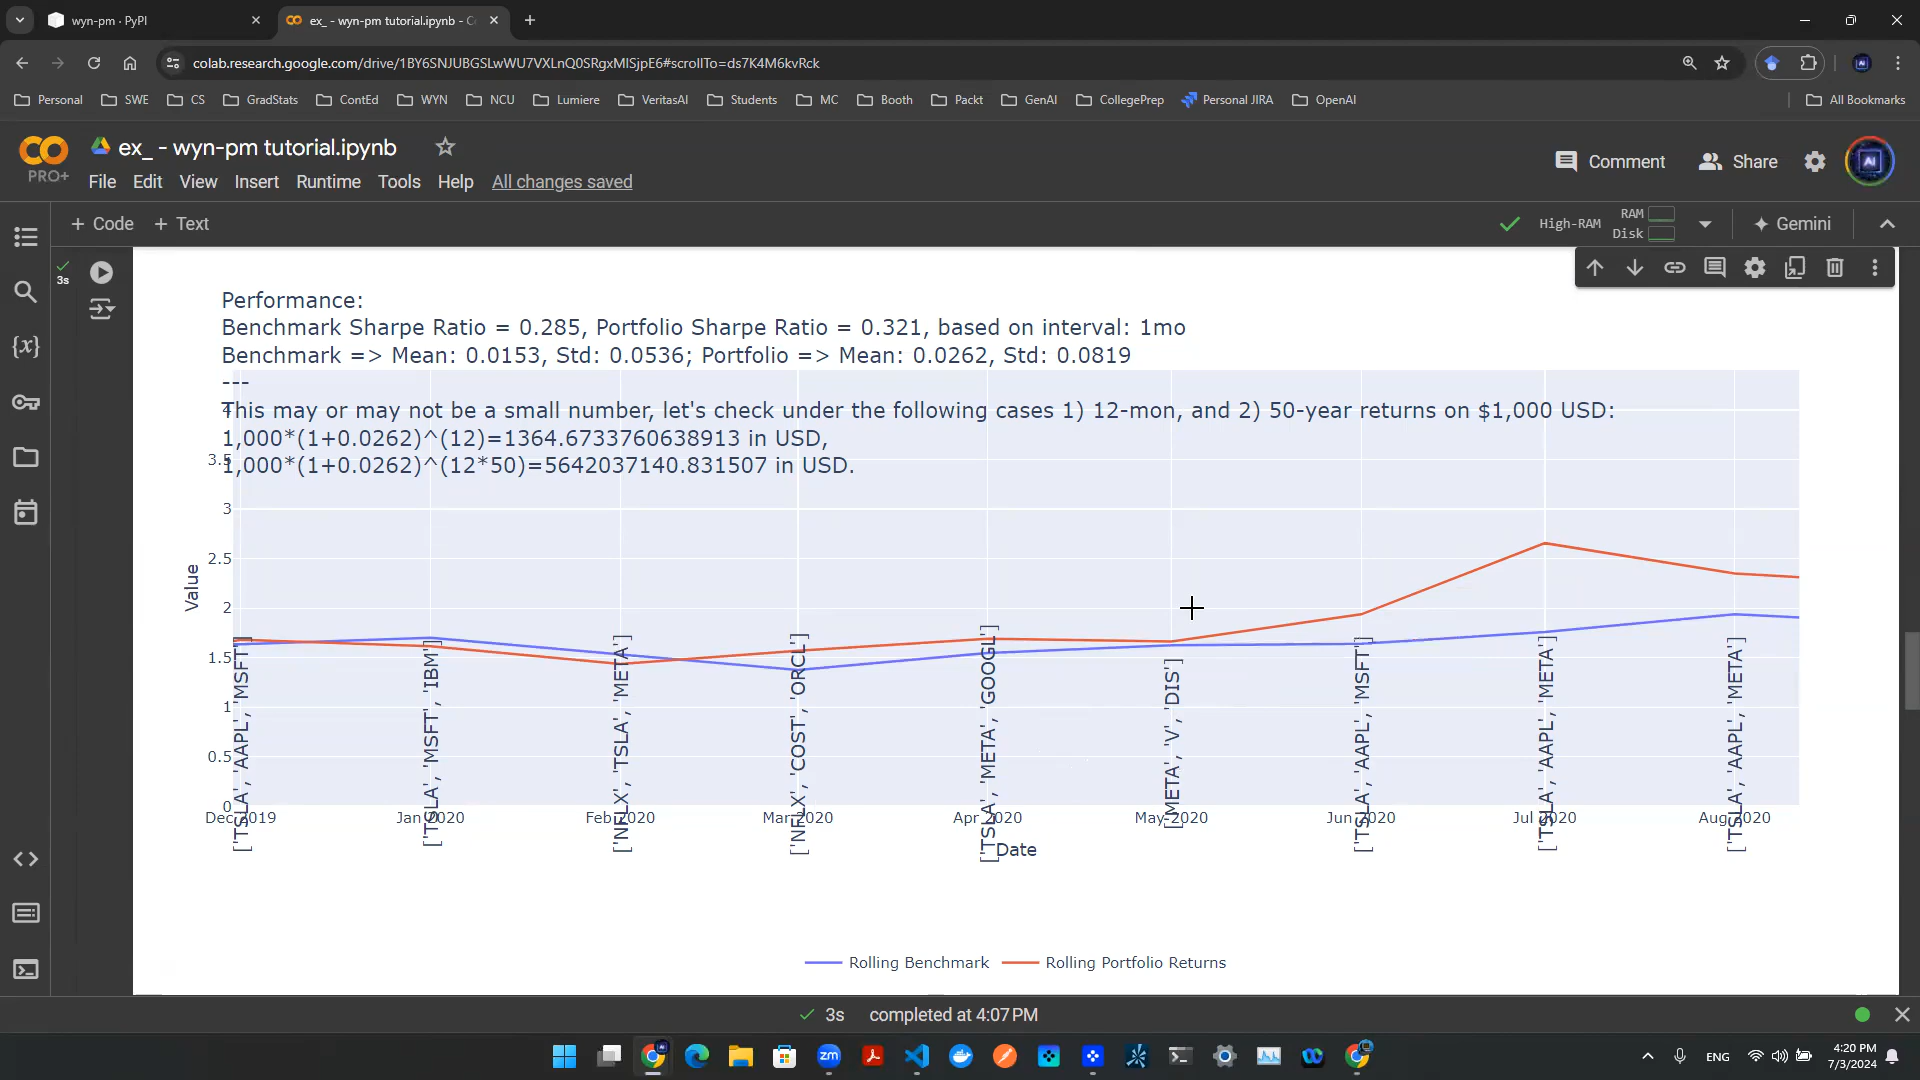 wyn-pm · PyPI
ex_ - wyn-pm tutorial.ipynb - C
colab.research.google.com/drive/1BY6SNJUBGSLwWU7VXLnQ0SRgxMISjpE6#scrollTo=ds7K4M6kvRck
Personal SWE CS GradStats ContEd WYN NCU Lumiere VeritasAI Students MC Booth Packt GenAI CollegePrep Personal JIRA OpenAI All Bookmarks
CO PRO+
ex_ - wyn-pm tutorial.ipynb
Comment Share
File Edit View Insert Runtime Tools Help All changes saved
+ Code + Text
High-RAM RAM Disk Gemini
3s
Performance:
Benchmark Sharpe Ratio = 0.285, Portfolio Sharpe Ratio = 0.321, based on interval: 1mo
Benchmark => Mean: 0.0153, Std: 0.0536; Portfolio => Mean: 0.0262, Std: 0.0819
---
This may or may not be a small number, let's check under the following cases 1) 12-mon, and 2) 50-year returns on $1,000 USD:
1,000*(1+0.0262)^(12)=1364.6733760638913 in USD,
1,000*(1+0.0262)^(12*50)=5642037140.831507 in USD.
4
3.5
3
2.5
2
1.5
1
0.5
0
Value
['TSLA', 'AAPL', 'MSFT']
['TSLA', 'MSFT', 'IBM']
['NFLX', 'TSLA', 'META']
['NFLX', 'COST', 'ORCL']
['TSLA', 'META', 'GOOGL']
['META', 'V', 'DIS']
['TSLA', 'AAPL', 'MSFT']
['TSLA', 'AAPL', 'META']
['TSLA', 'AAPL', 'META']
Dec 2019 Jan 2020 Feb 2020 Mar 2020 Apr 2020 May 2020 Jun 2020 Jul 2020 Aug 2020
Date
Rolling Benchmark Rolling Portfolio Returns
3s completed at 4:07 PM
ENG
4:20 PM
7/3/2024